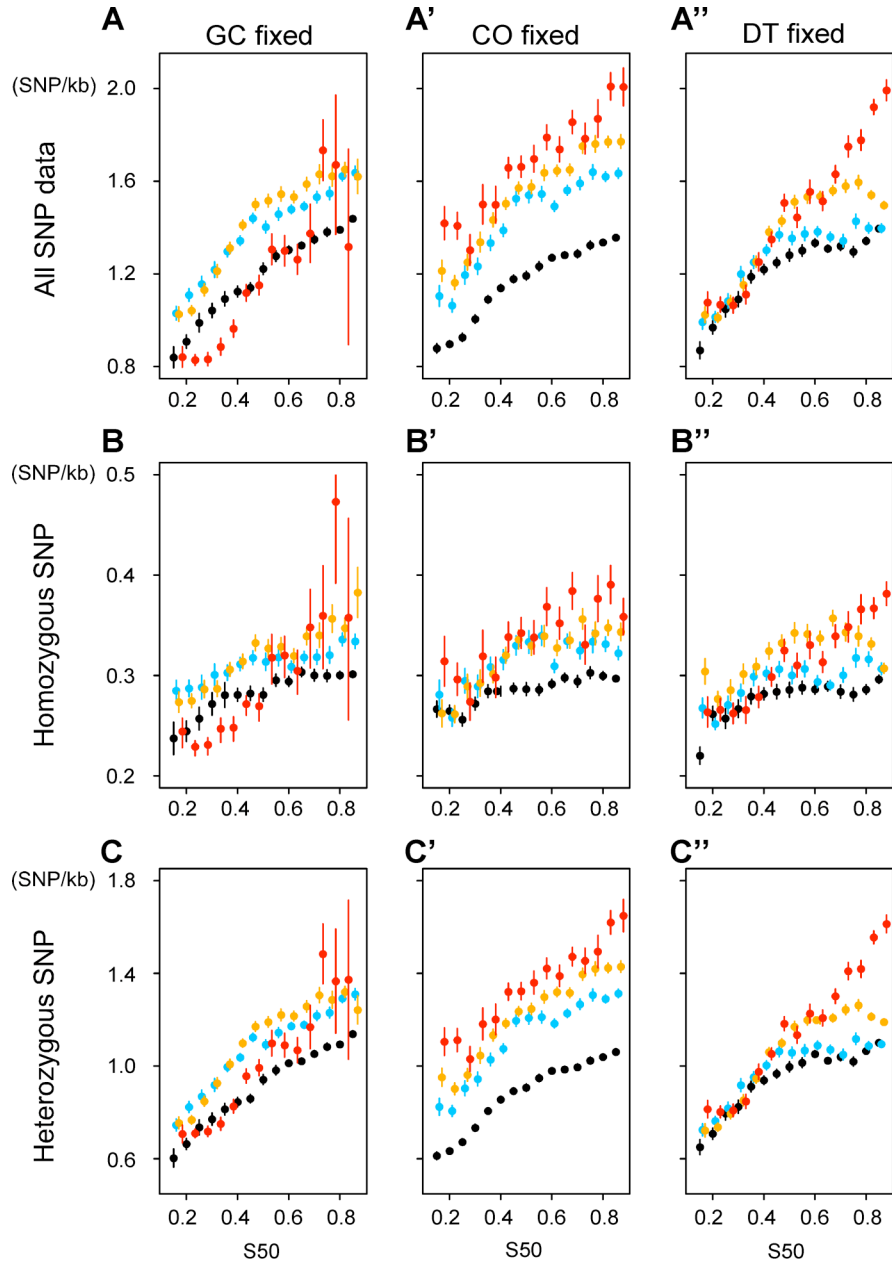 A A’ A’’
GC fixed CO fixed DT fixed
(SNP/kb)
All SNP data
2.0
1.6
1.2
0.8
0.2 0.4 0.6 0.8 0.2 0.4 0.6 0.8 0.2 0.4 0.6 0.8
B B’ B’’
(SNP/kb)
Homozygous SNP
0.5
0.4
0.3
0.2
0.2 0.4 0.6 0.8 0.2 0.4 0.6 0.8 0.2 0.4 0.6 0.8
C C’ C’’
(SNP/kb)
Heterozygous SNP
1.8
1.4
1.0
0.6
0.2 0.4 0.6 0.8 0.2 0.4 0.6 0.8 0.2 0.4 0.6 0.8
S50 S50 S50